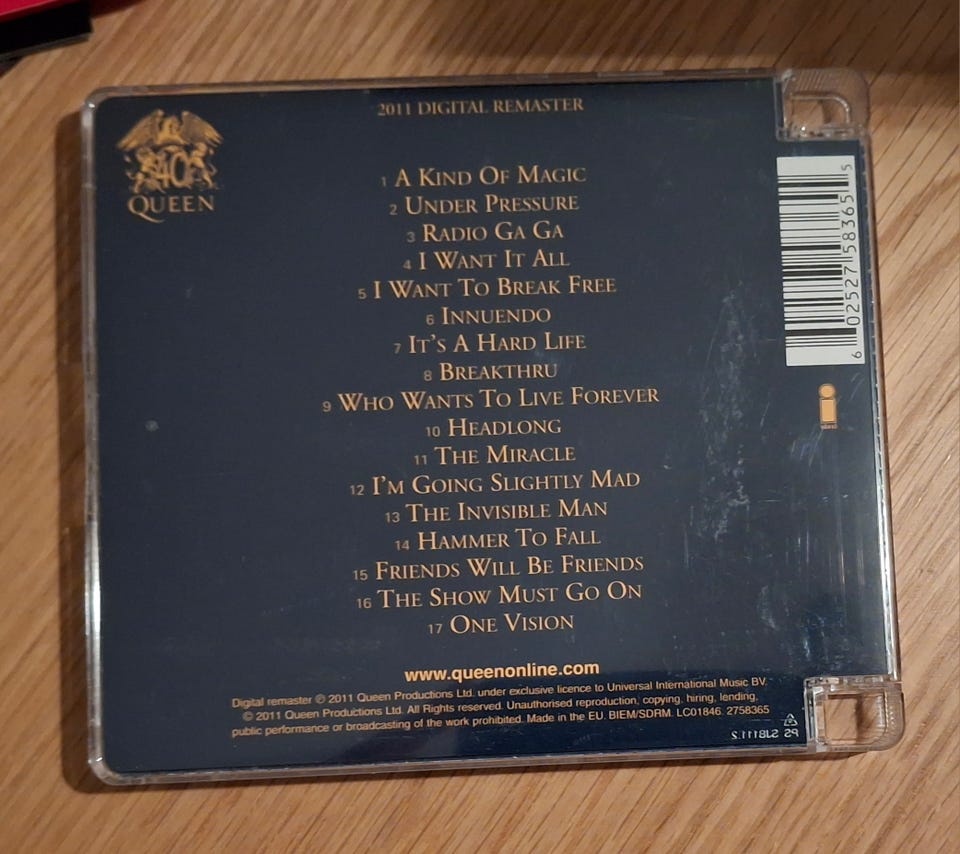 2011 DIGITAL REMASTER
40
QUEEN
1 A KIND OF MAGIC
2 UNDER PRESSURE
3 RADIO GA GA
4 I WANT IT ALL
5 I WANT TO BREAK FREE
6 INNUENDO
7 IT'S A HARD LIFE
8 BREAKTHRU
9 WHO WANTS TO LIVE FOREVER
10 HEADLONG
11 THE MIRACLE
12 I'M GOING SLIGHTLY MAD
13 THE INVISIBLE MAN
14 HAMMER TO FALL
15 FRIENDS WILL BE FRIENDS
16 THE SHOW MUST GO ON
17 ONE VISION
6 02527 58365 5
www.queenonline.com
Digital remaster ℗ 2011 Queen Productions Ltd. under exclusive licence to Universal International Music BV.
© 2011 Queen Productions Ltd. All Rights reserved. Unauthorised reproduction, copying, hiring, lending,
public performance or broadcasting of the work prohibited. Made in the EU. BIEM/SDRM. LC01846. 2758365